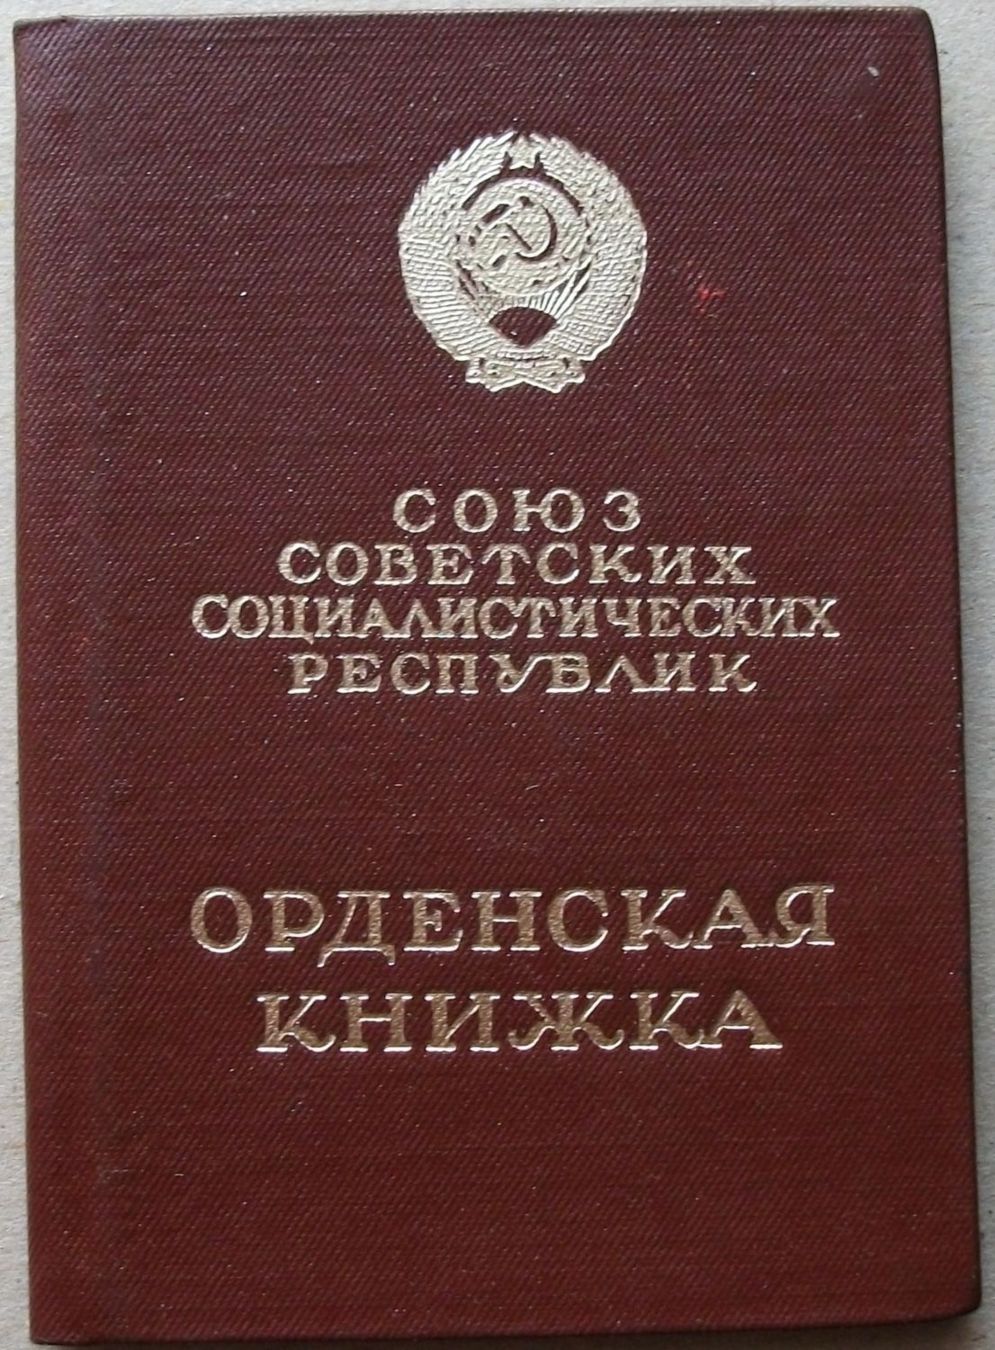 СОЮЗ
СОВЕТСКИХ
СОЦИАЛИСТИЧЕСКИХ
РЕСПУБЛИК
ОРДЕНСКАЯ
КНИЖКА